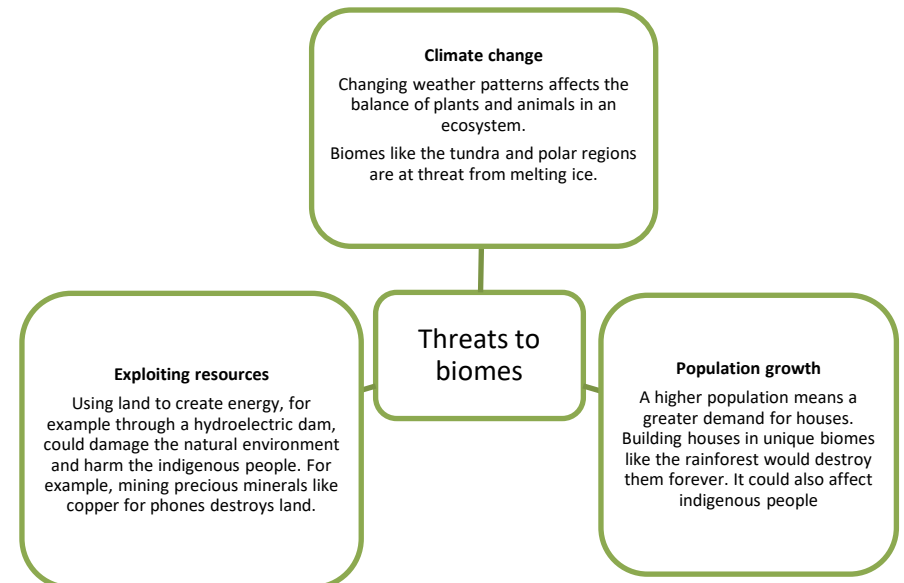 Climate change
Changing weather patterns affects the
balance of plants and animals in an
ecosystem.
Biomes like the tundra and polar regions
are at threat from melting ice.
Threats to
biomes
Exploiting resources
Using land to create energy, for
example through a hydroelectric dam,
could damage the natural environment
and harm the indigenous people. For
example, mining precious minerals like
copper for phones destroys land.
Population growth
A higher population means a
greater demand for houses.
Building houses in unique biomes
like the rainforest would destroy
them forever. It could also affect
indigenous people